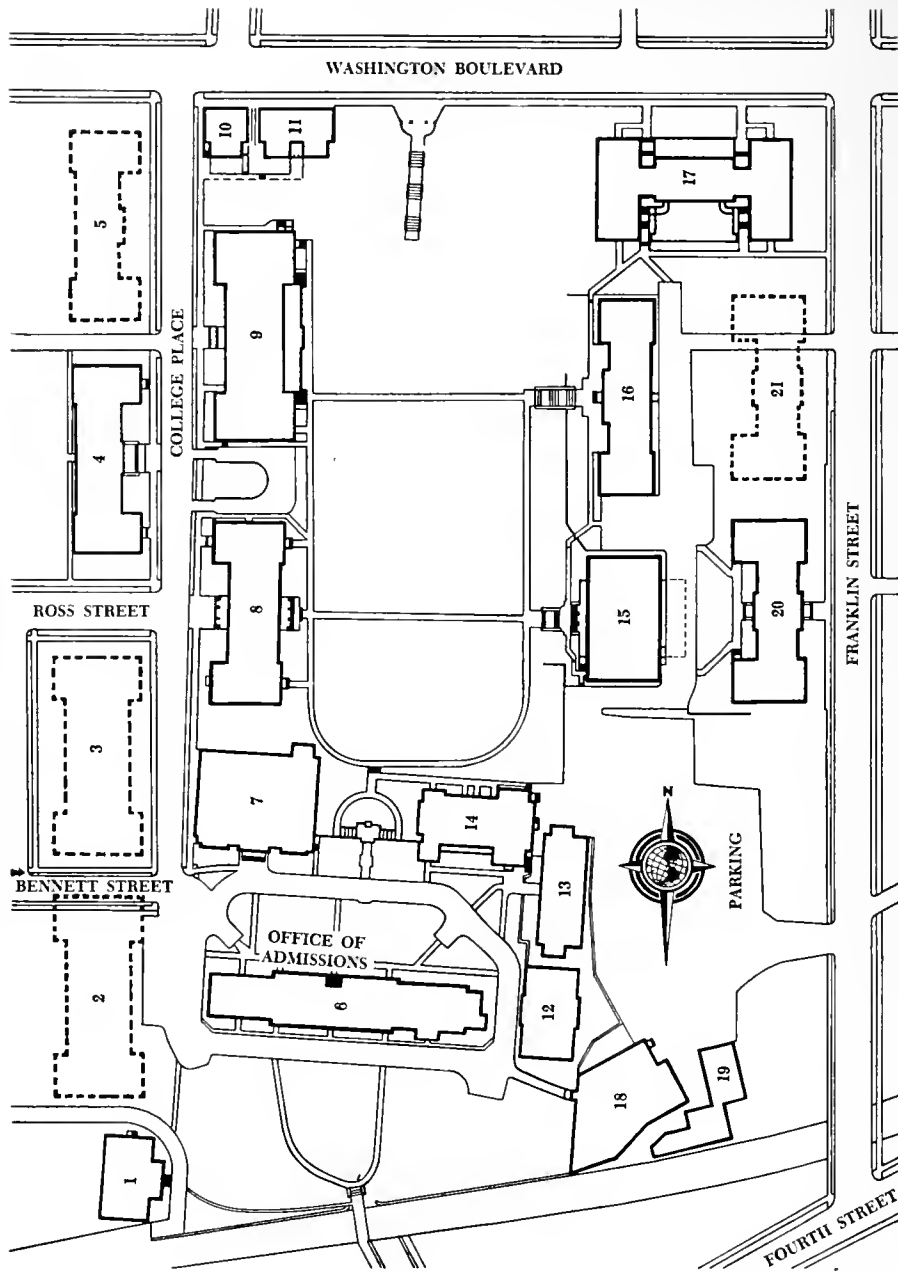 WASHINGTON BOULEVARD
10
11
5
17
COLLEGE PLACE
9
4
16
21
ROSS STREET
8
15
20
FRANKLIN STREET
3
7
14
N
BENNETT STREET
13
PARKING
OFFICE OF
ADMISSIONS
2
6
12
18
19
1
FOURTH STREET